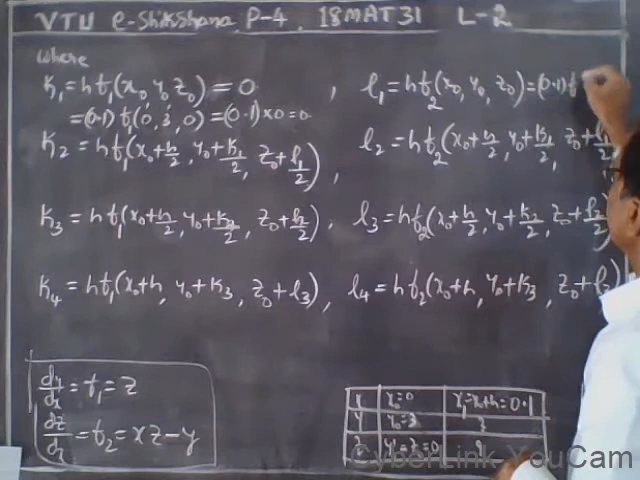 VTU e-Shikshana P-4, 18MAT31 L-2
where
K₁ = hf₁(x₀, y₀, z₀) = 0 , l₁ = hf₂(x₀, y₀, z₀) = (0.1) f
= (0.1) f₁(0, 3, 0) = (0.1) × 0 = 0
K₂ = hf₁(x₀+h/2, y₀+K₁/2, z₀+l₁/2) , l₂ = hf₂(x₀+h/2, y₀+K₁/2, z₀+l₁/2
K₃ = hf₁(x₀+h/2, y₀+K₂/2, z₀+l₂/2) , l₃ = hf₂(x₀+h/2, y₀+K₂/2, z₀+l₂/2)
K₄ = hf₁(x₀+h, y₀+K₃, z₀+l₃) , l₄ = hf₂(x₀+h, y₀+K₃, z₀+l₃)
dy/dx = f₁ = z
dz/dx = f₂ = xz - y
x x₀=0 x₁=x₀+h=0.1
y y₀=3 ?
z y'₀=z₀=0 ?
CyberLink YouCam